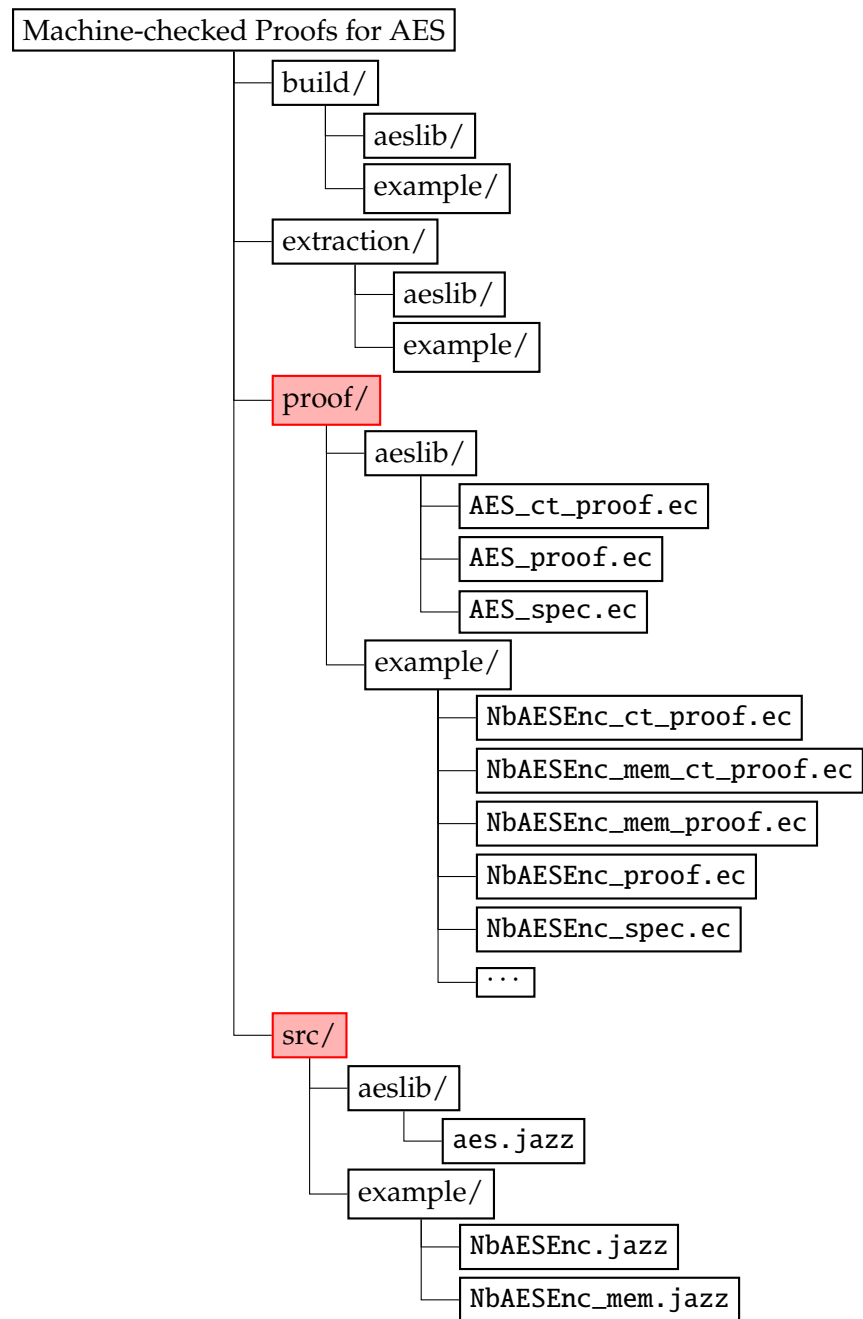 Machine-checked Proofs for AES
build/
aeslib/
example/
extraction/
aeslib/
example/
proof/
aeslib/
AES_ct_proof.ec
AES_proof.ec
AES_spec.ec
example/
NbAESEnc_ct_proof.ec
NbAESEnc_mem_ct_proof.ec
NbAESEnc_mem_proof.ec
NbAESEnc_proof.ec
NbAESEnc_spec.ec
...
src/
aeslib/
aes.jazz
example/
NbAESEnc.jazz
NbAESEnc_mem.jazz